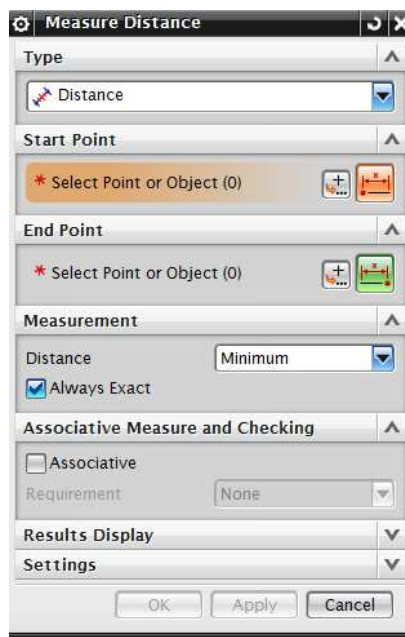 Measure Distance
Type
Distance
Start Point
* Select Point or Object (0)
End Point
* Select Point or Object (0)
Measurement
Distance Minimum
Always Exact
Associative Measure and Checking
Associative
Requirement None
Results Display
Settings
OK Apply Cancel